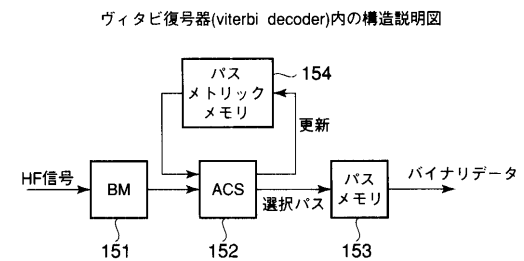 ヴィタビ復号器(viterbi decoder)内の構造説明図
パス
メトリック
メモリ
154
更新
HF信号
BM
ACS
選択パス
パス
メモリ
バイナリデータ
151
152
153